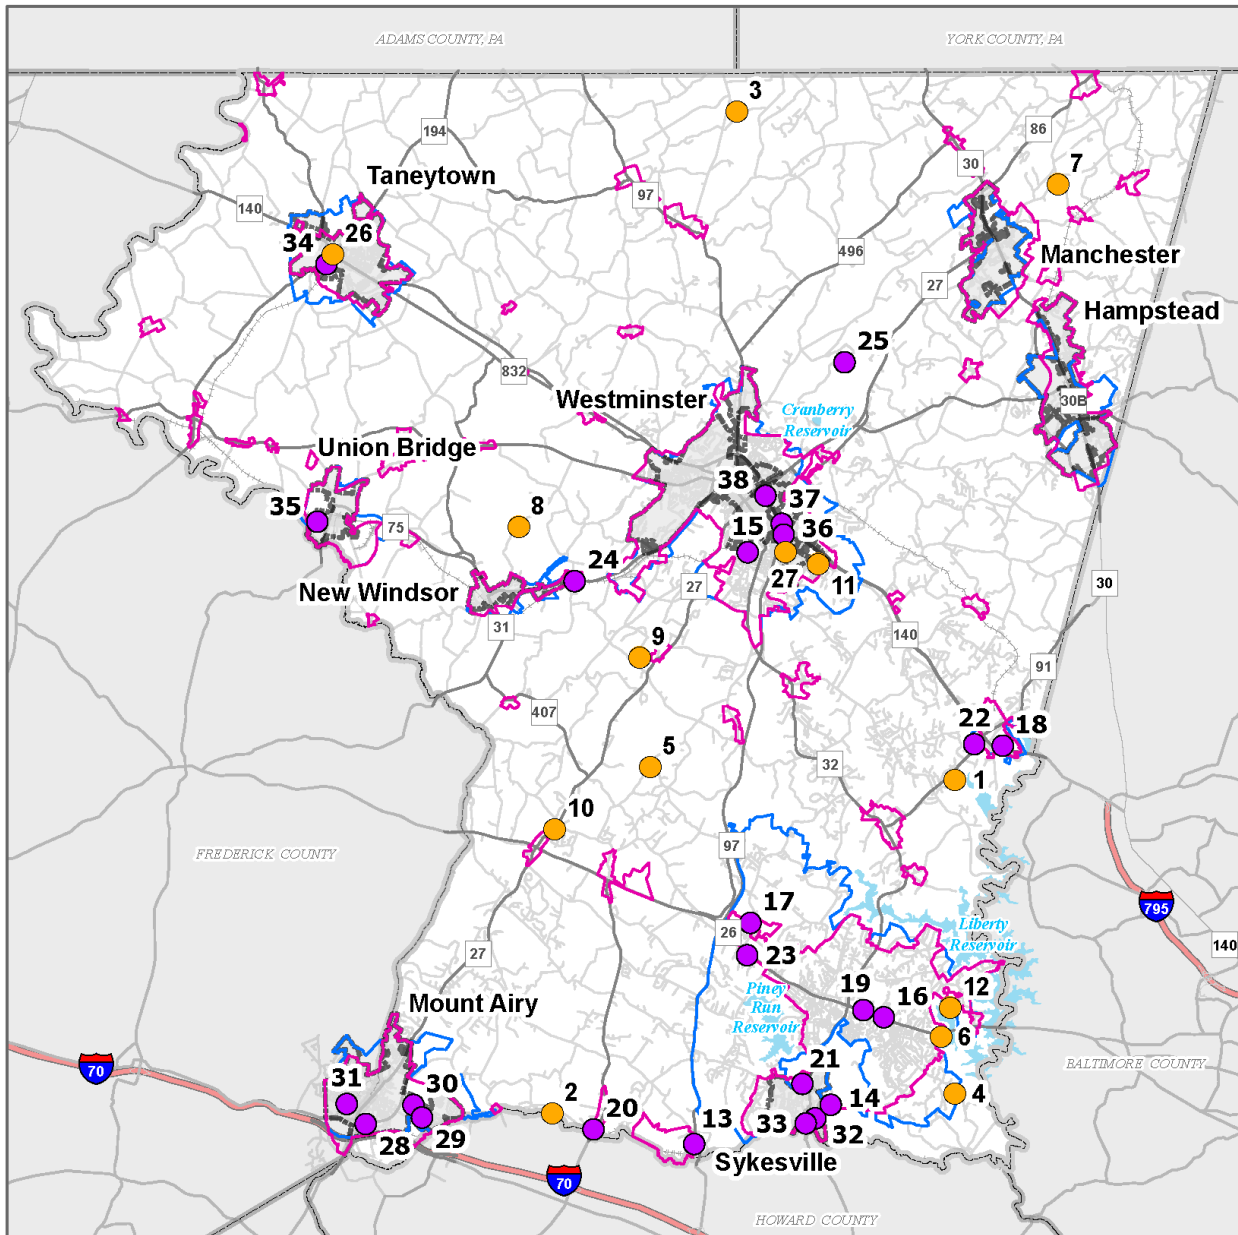 ADAMS COUNTY, PA
YORK COUNTY, PA
3
86
194
30
7
Taneytown
97
140
26
34
496
Manchester
27
Hampstead
25
832
Westminster
30B
Cranberry
Reservoir
Union Bridge
38
37
35
8
75
15
36
24
27
11
New Windsor
27
30
31
9
140
91
407
22
18
5
32
1
10
97
FREDERICK COUNTY
17
795
26
Liberty
Reservoir
140
27
23
19
16
12
Piney
Run
Reservoir
Mount Airy
6
70
21
BALTIMORE COUNTY
31
30
2
14
4
20
13
33
32
28
29
Sykesville
70
HOWARD COUNTY